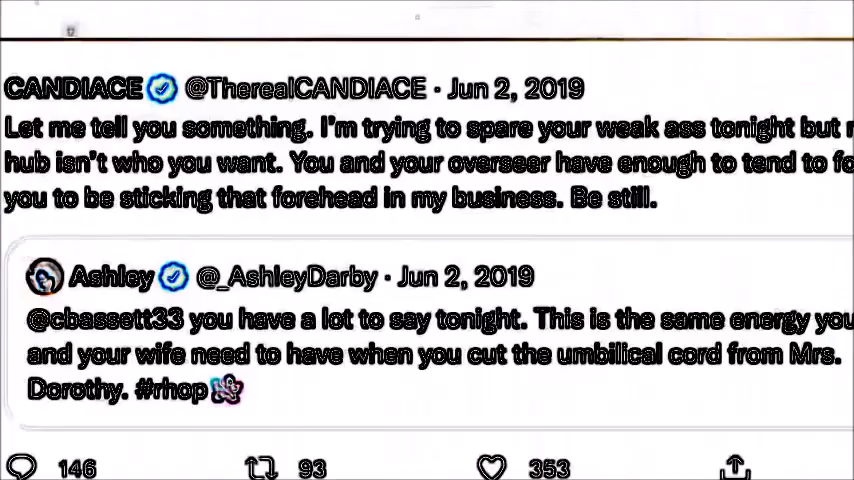 CANDIACE @TherealCANDIACE · Jun 2, 2019
Let me tell you something. I'm trying to spare your weak ass tonight but
hub isn't who you want. You and your overseer have enough to tend to
you to be sticking that forehead in my business. Be still.
Ashley @_AshleyDarby · Jun 2, 2019
@cbassett33 you have a lot to say tonight. This is the same energy you
and your wife need to have when you cut the umbilical cord from Mrs.
Dorothy. #rhop
146 93 353